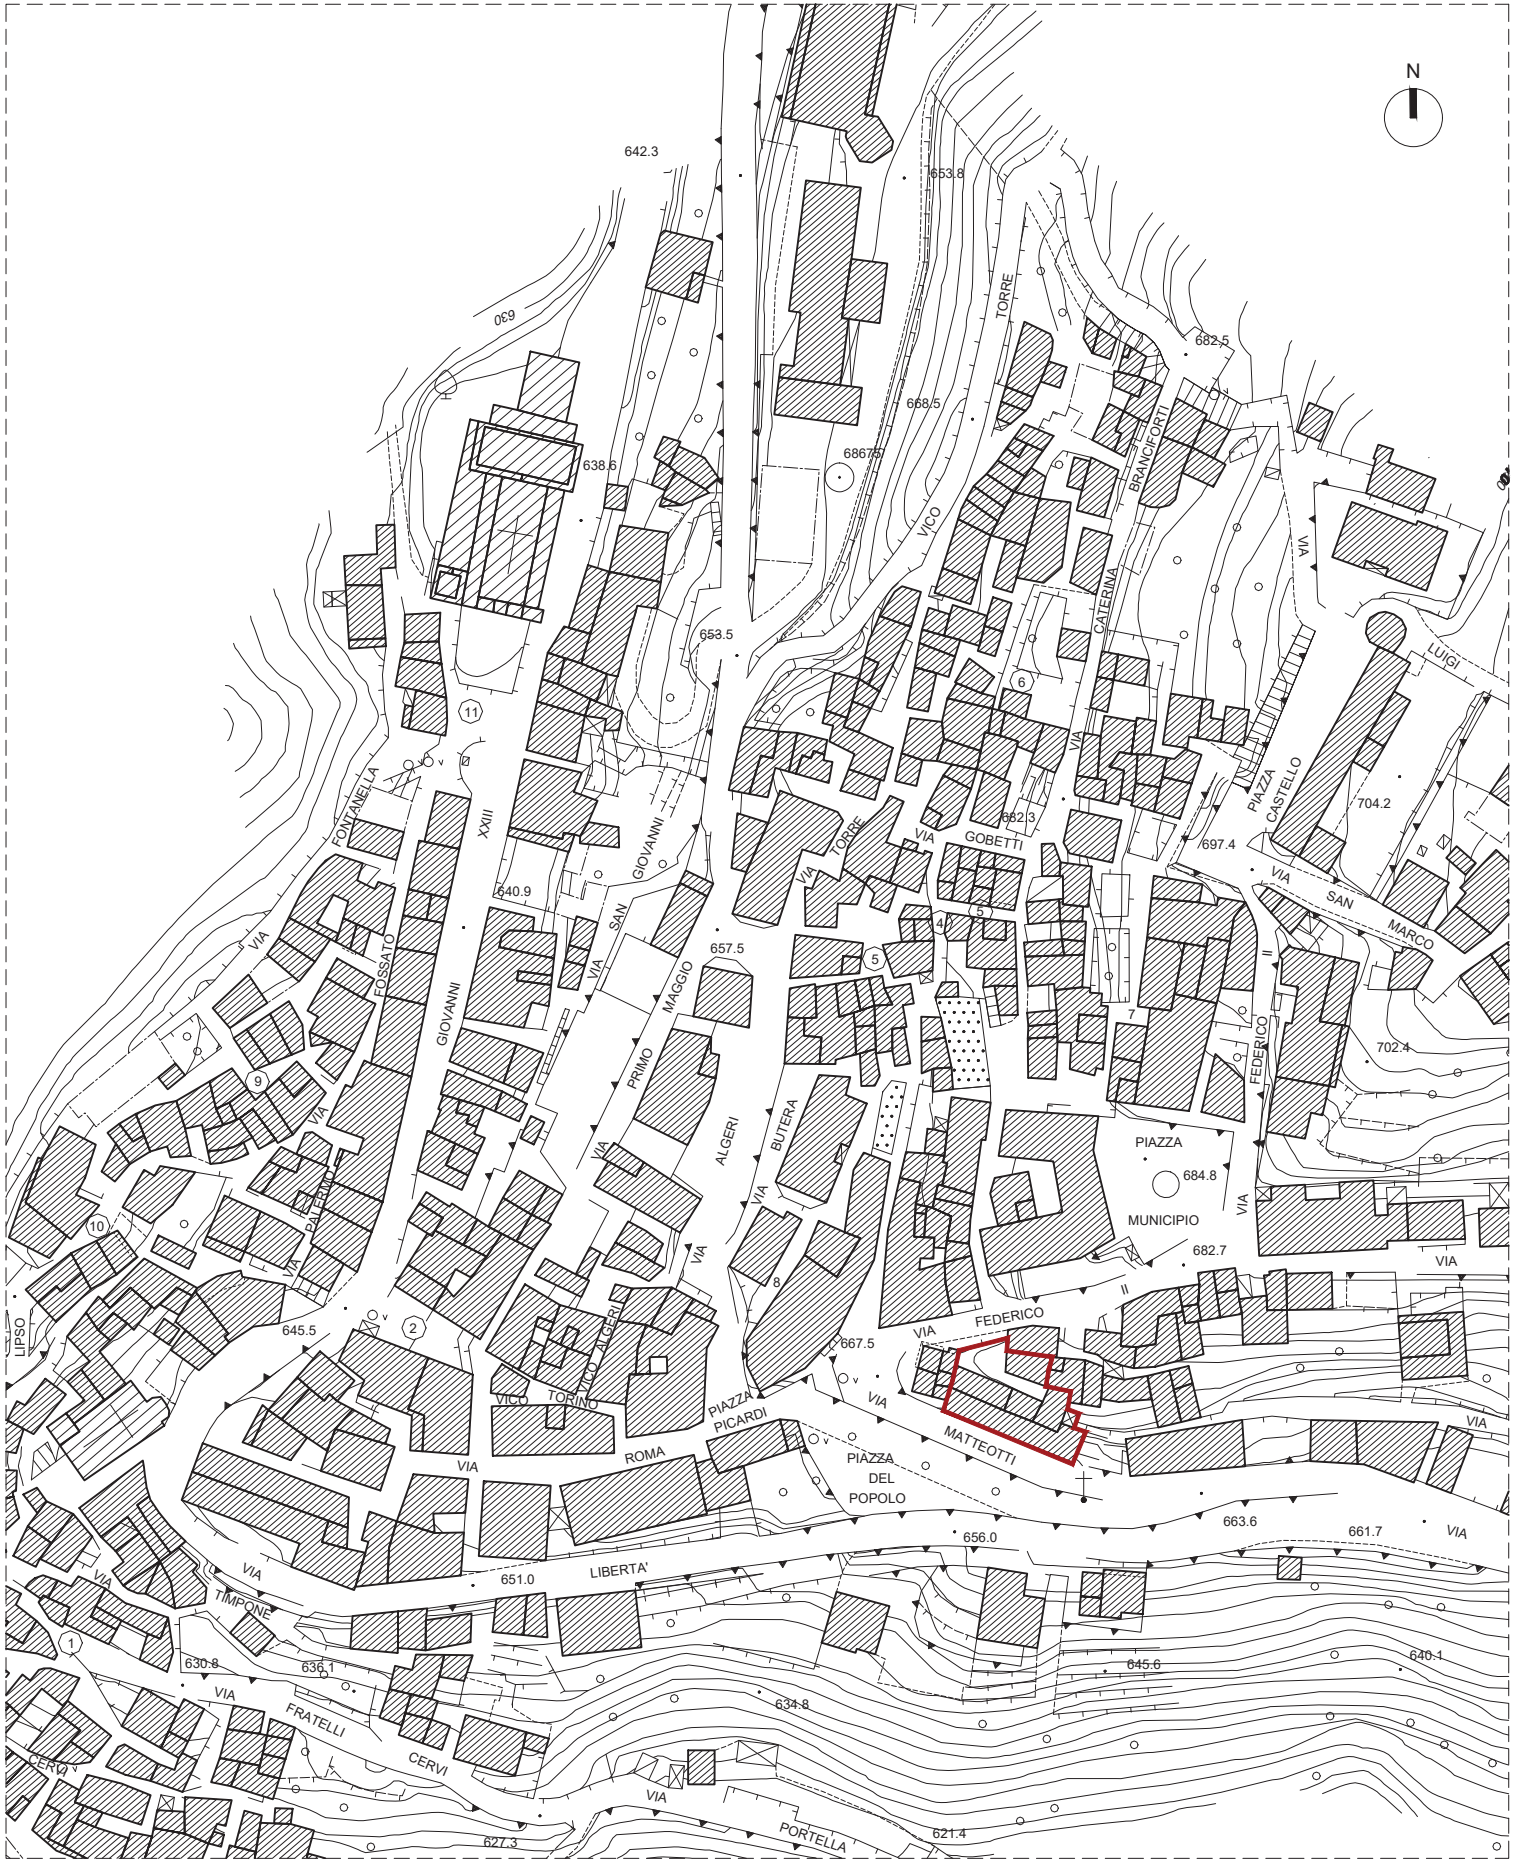 N
642.3
653.8
630
TORRE
682.5
668.5
BRANCIFORTI
638.6
68675
VICO
VIA
CATERINA
653.5
LUIGI
6
11
VIA
FONTANELLA
PIAZZA
CASTELLO
704.2
XXIII
GIOVANNI
VIA
TORRE
VIA
GOBETTI
682.3
697.4
640.9
VIA
SAN
MARCO
SAN
VIA
5
4
VIA
FOSSATO
657.5
5
II
VIA
MAGGIO
GIOVANNI
7
FEDERICO
702.4
PRIMO
9
VIA
ALGERI
BUTERA
PIAZZA
VIA
684.8
PALERMO
10
VIA
VIA
MUNICIPIO
682.7
VIA
VIA
VIA
8
II
LIPSO
645.5
2
VICO ALGERI
667.5
VIA
FEDERICO
VICO
TORINO
PIAZZA
PICARDI
VIA
MATTEOTTI
VIA
VIA
ROMA
PIAZZA
DEL
POPOLO
663.6
661.7
VIA
656.0
VIA
VIA
651.0
LIBERTA'
TIMPONE
1
630.8
636.1
645.6
640.1
VIA
634.8
FRATELLI
CERVI
CERVI
VIA
627.3
PORTELLA
621.4